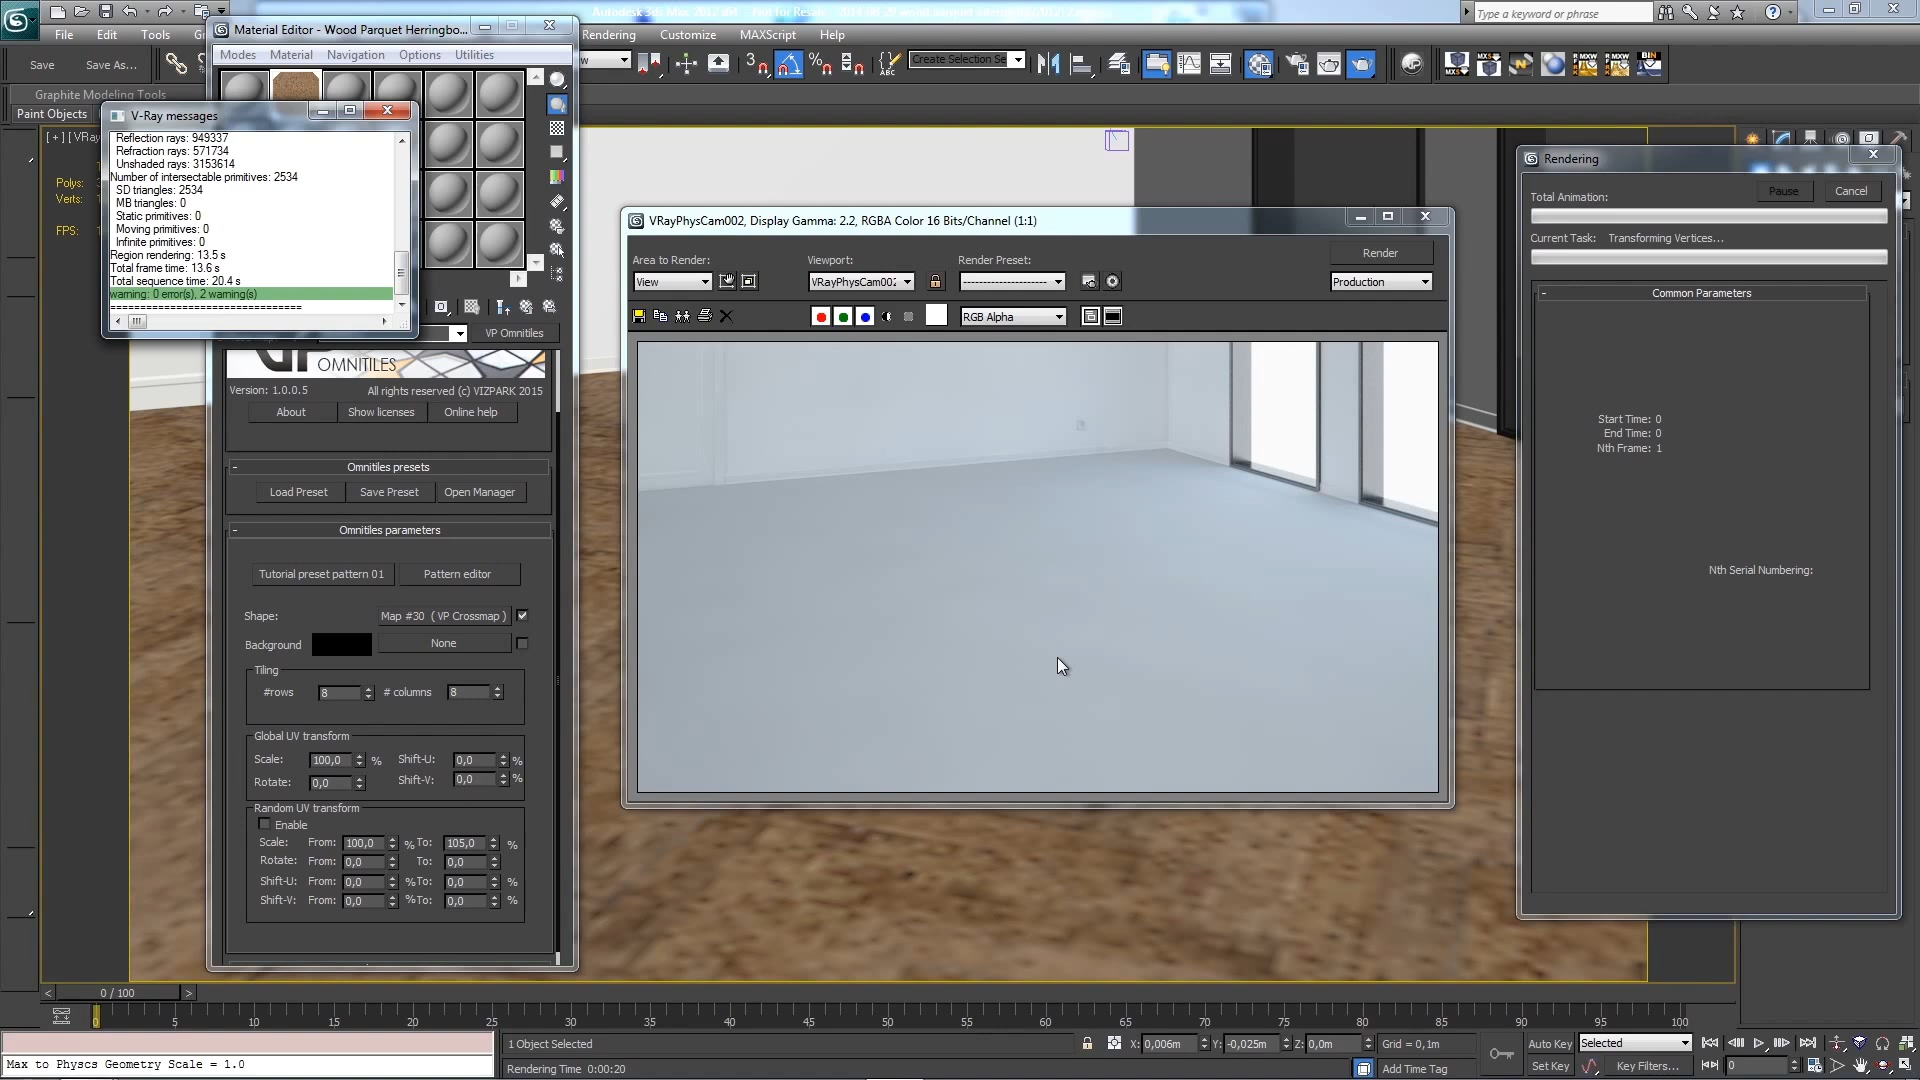 Autodesk 3ds Max 2012 x64 - Not for Resale
Type a keyword or phrase
Material Editor - Wood Parquet Herringbo...
File
Edit
Tools
Rendering
Customize
MAXScript
Help
Modes
Material
Navigation
Options
Utilities
Save
Save As...
Create Selection Se
Graphite Modeling Tools
Paint Objects
[ + ] [ VRay
Polys:
Verts:
FPS:
V-Ray messages
Reflection rays: 949337
Refraction rays: 571734
Unshaded rays: 3153614
Number of intersectable primitives: 2534
SD triangles: 2534
MB triangles: 0
Static primitives: 0
Moving primitives: 0
Infinite primitives: 0
Region rendering: 13.5 s
Total frame time: 13.6 s
Total sequence time: 20.4 s
warning: 0 error(s), 2 warning(s)
==============================
VP Omnitiles
OMNITILES
Version: 1.0.0.5
All rights reserved (c) VIZPARK 2015
About
Show licenses
Online help
- Omnitiles presets
Load Preset
Save Preset
Open Manager
- Omnitiles parameters
Tutorial preset pattern 01
Pattern editor
Shape:
Map #30 ( VP Crossmap )
Background
None
Tiling
#rows 8
# columns 8
Global UV transform
Scale: 100,0 %
Shift-U: 0,0 %
Rotate: 0,0
Shift-V: 0,0 %
Random UV transform
Enable
Scale: From: 100,0 % To: 105,0 %
Rotate: From: 0,0 To: 0,0
Shift-U: From: 0,0 % To: 0,0 %
Shift-V: From: 0,0 % To: 0,0 %
VRayPhysCam002, Display Gamma: 2.2, RGBA Color 16 Bits/Channel (1:1)
Area to Render:
Viewport:
Render Preset:
Render
View
VRayPhysCam002
--------------------
Production
RGB Alpha
Rendering
Total Animation:
Pause
Cancel
Current Task: Transforming Vertices...
- Common Parameters
Start Time: 0
End Time: 0
Nth Frame: 1
Nth Serial Numbering:
< 0 / 100 >
0 5 10 15 20 25 30 35 40 45 50 55 60 65 70 75 80 85 90 95 100
1 Object Selected
X: 0,006m
Y: -0,025m
Z: 0,0m
Grid = 0,1m
Auto Key
Selected
Max to Physcs Geometry Scale = 1.0
Rendering Time 0:00:20
Add Time Tag
Set Key
Key Filters...
0